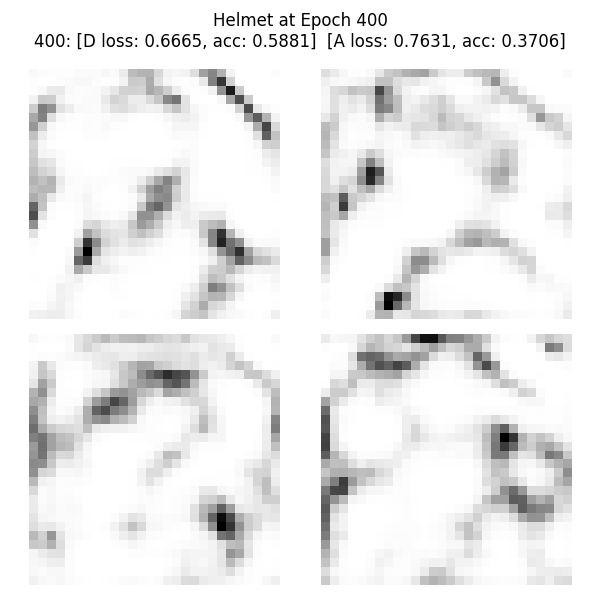 Helmet at Epoch 400
400: [D loss: 0.6665, acc: 0.5881]  [A loss: 0.7631, acc: 0.3706]